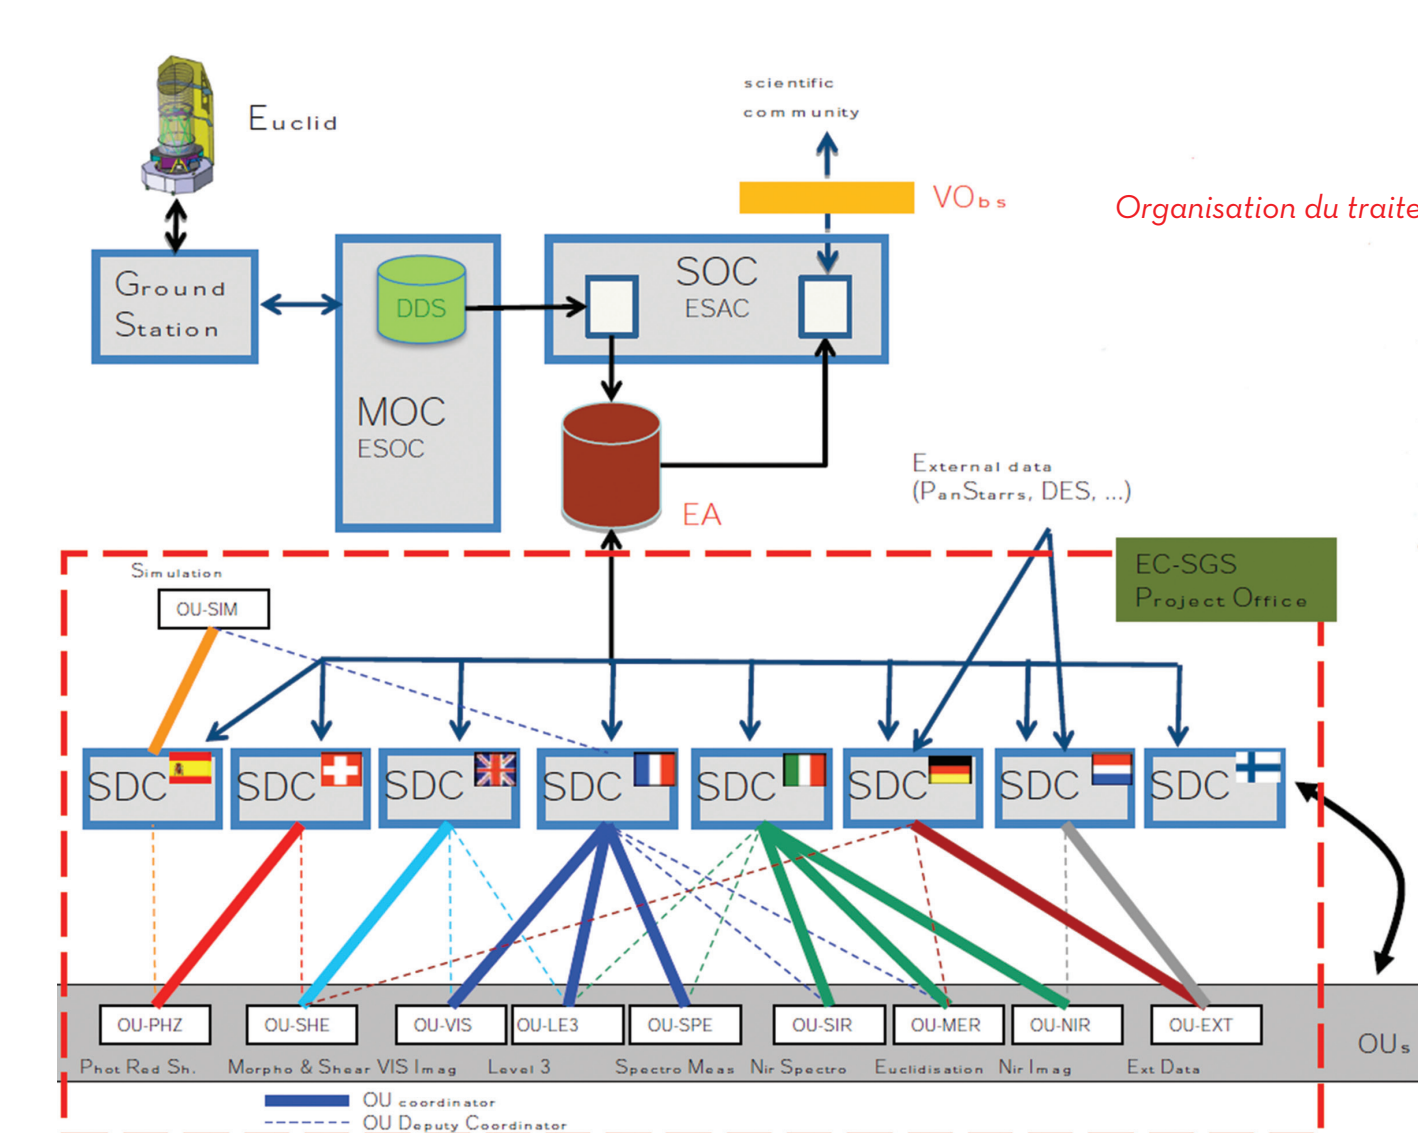 Euclid
scientific
community
VObs
Organisation du traite
Ground
Station
DDS
MOC
ESOC
SOC
ESAC
EA
External data
(PanStarrs, DES, ...)
EC-SGS
Project Office
Simulation
OU-SIM
SDC SDC SDC SDC SDC SDC SDC SDC
OU-PHZ OU-SHE OU-VIS OU-LE3 OU-SPE OU-SIR OU-MER OU-NIR OU-EXT
OUs
Phot Red Sh. Morpho & Shear VIS Imag Level 3 Spectro Meas Nir Spectro Euclidisation Nir Imag Ext Data
OU coordinator
OU Deputy Coordinator